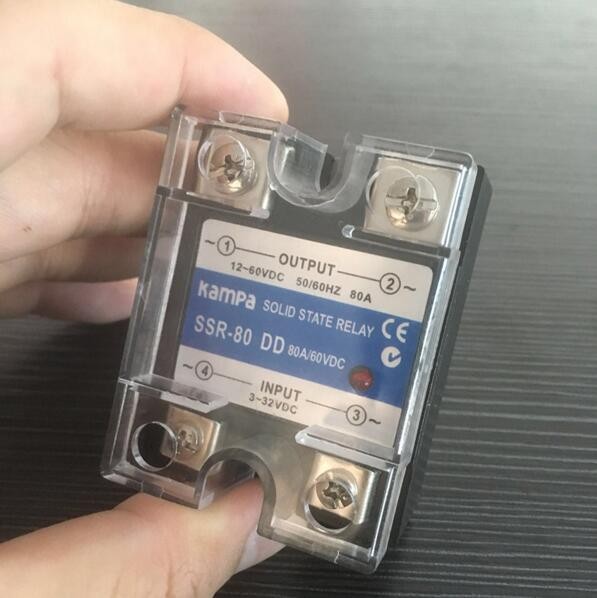 ~① OUTPUT ②~
12~60VDC 50/60HZ 80A
Kampa SOLID STATE RELAY CE
SSR-80 DD 80A/60VDC
~④ INPUT ③~
3~32VDC